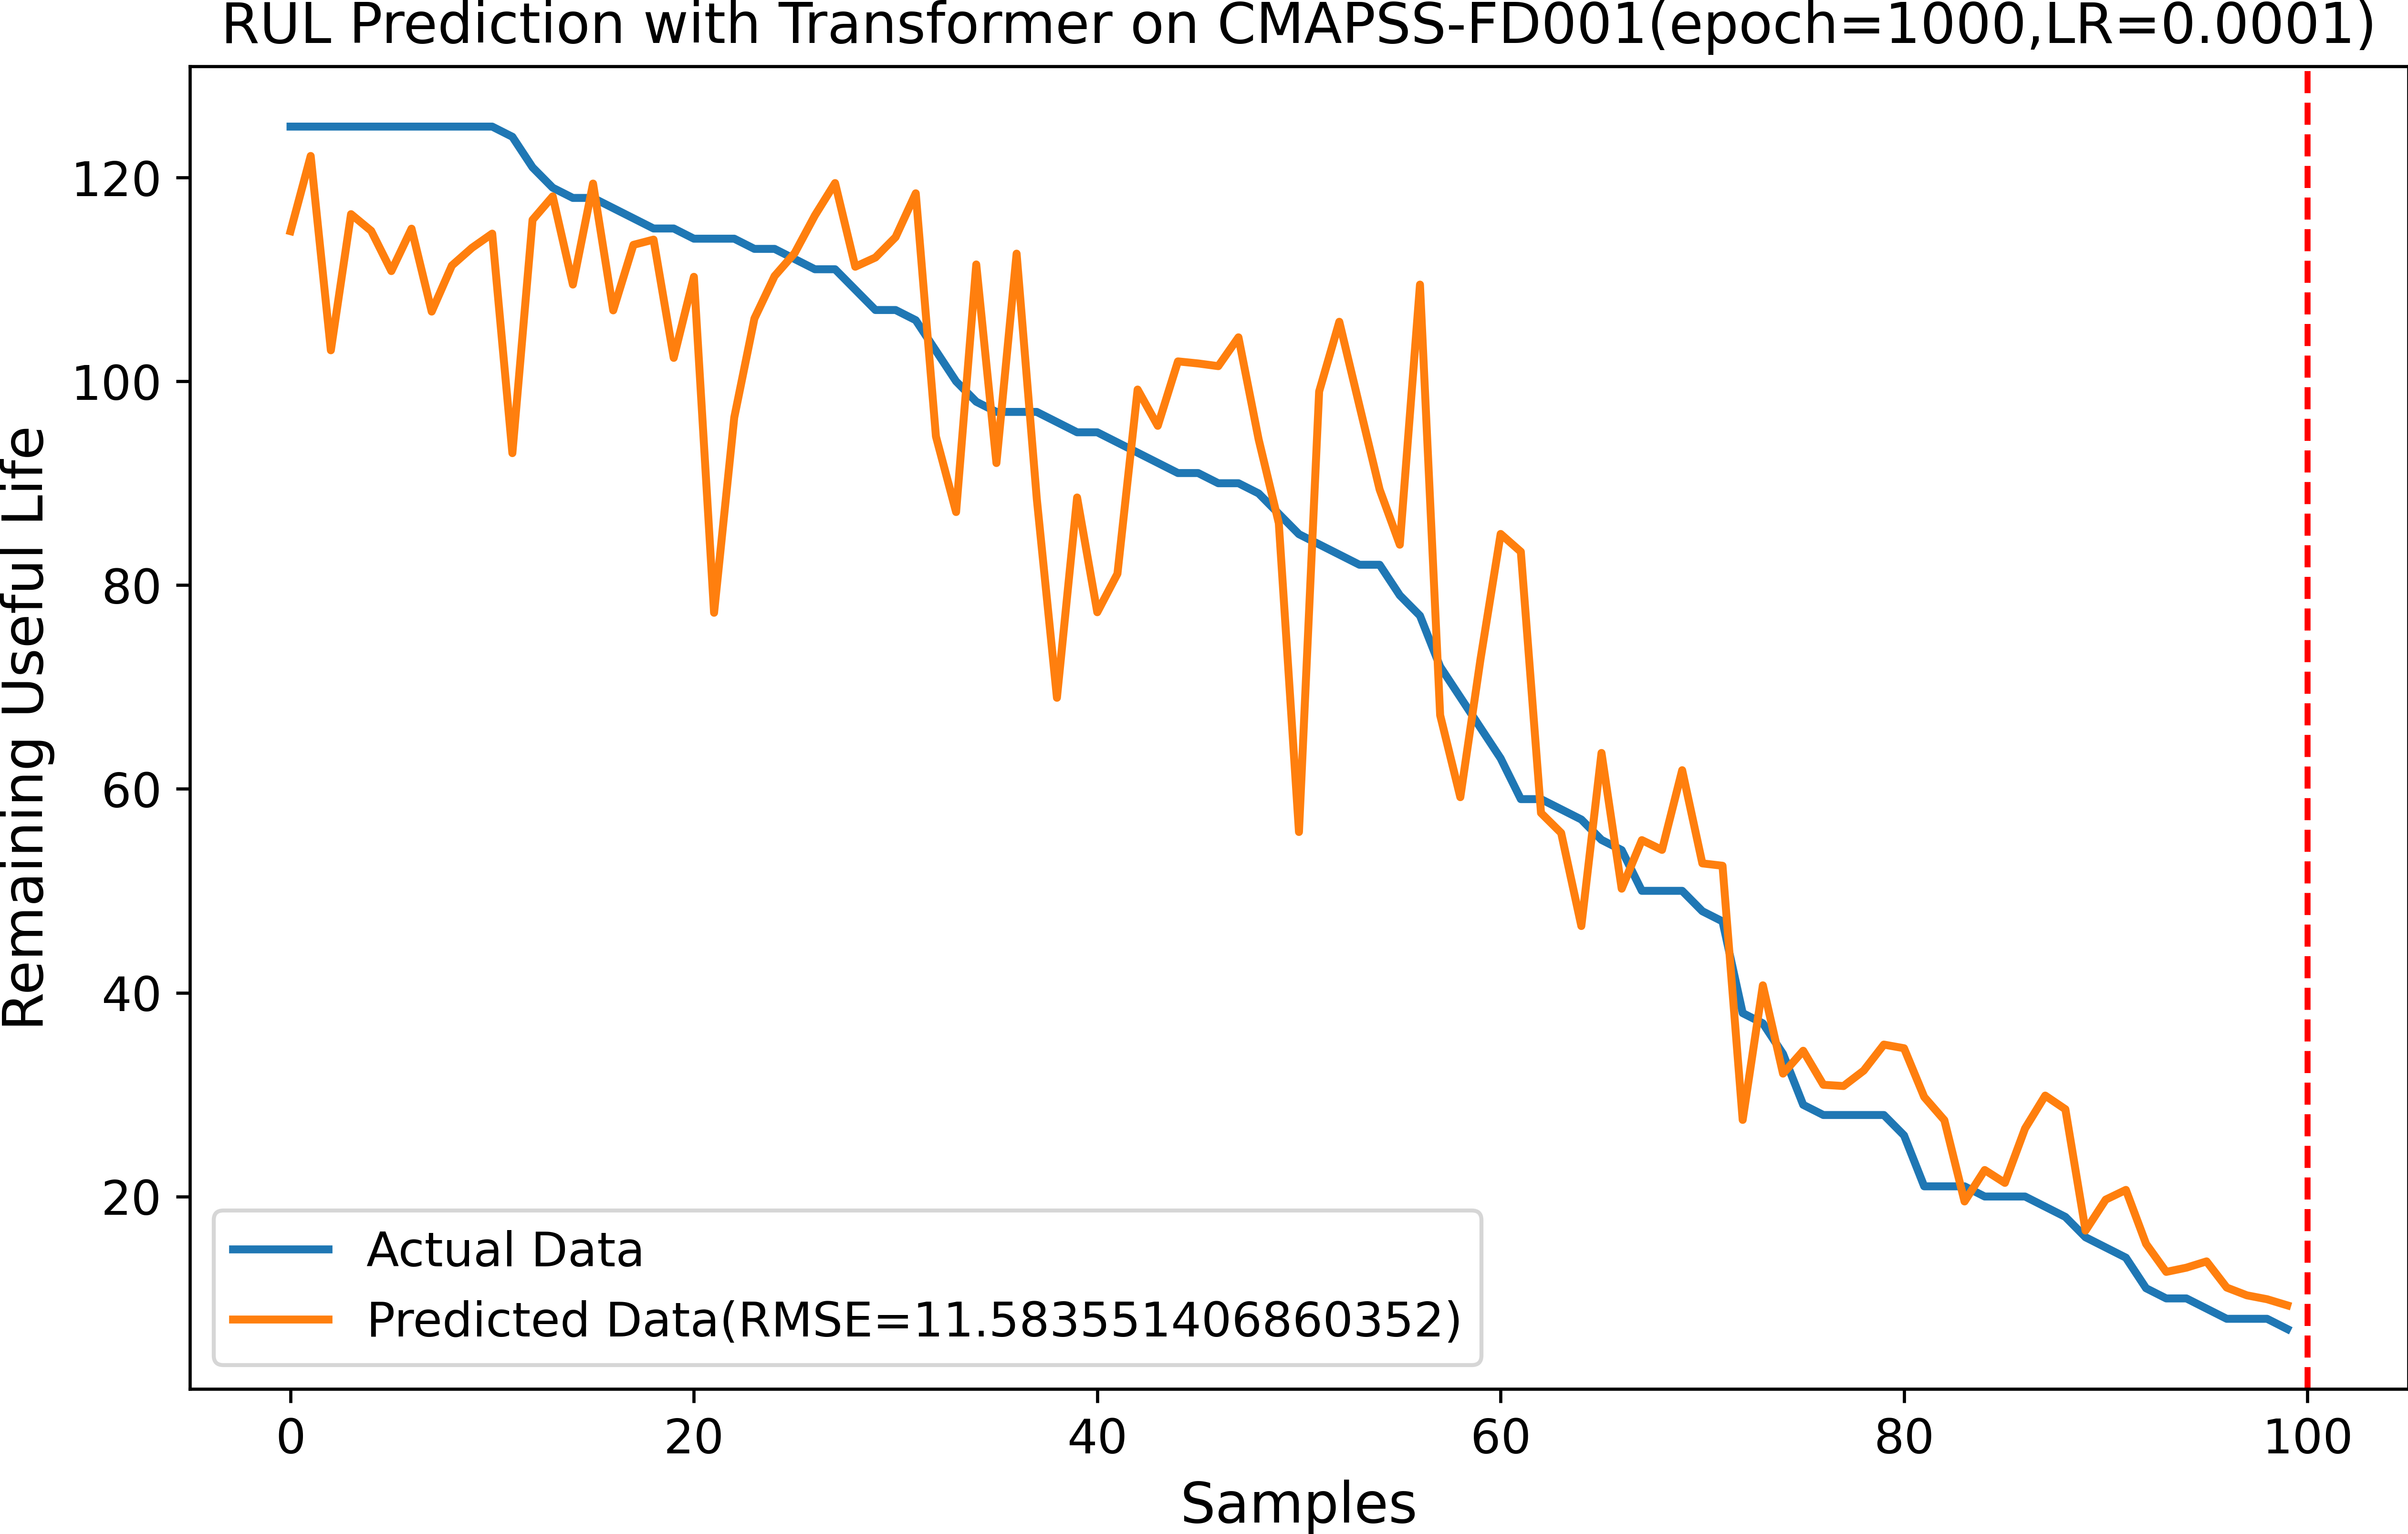 RUL Prediction with Transformer on CMAPSS-FD001(epoch=1000,LR=0.0001)
Remaining Useful Life
120
100
80
60
40
20
Actual Data
Predicted Data(RMSE=11.583551406860352)
0 20 40 60 80 100
Samples